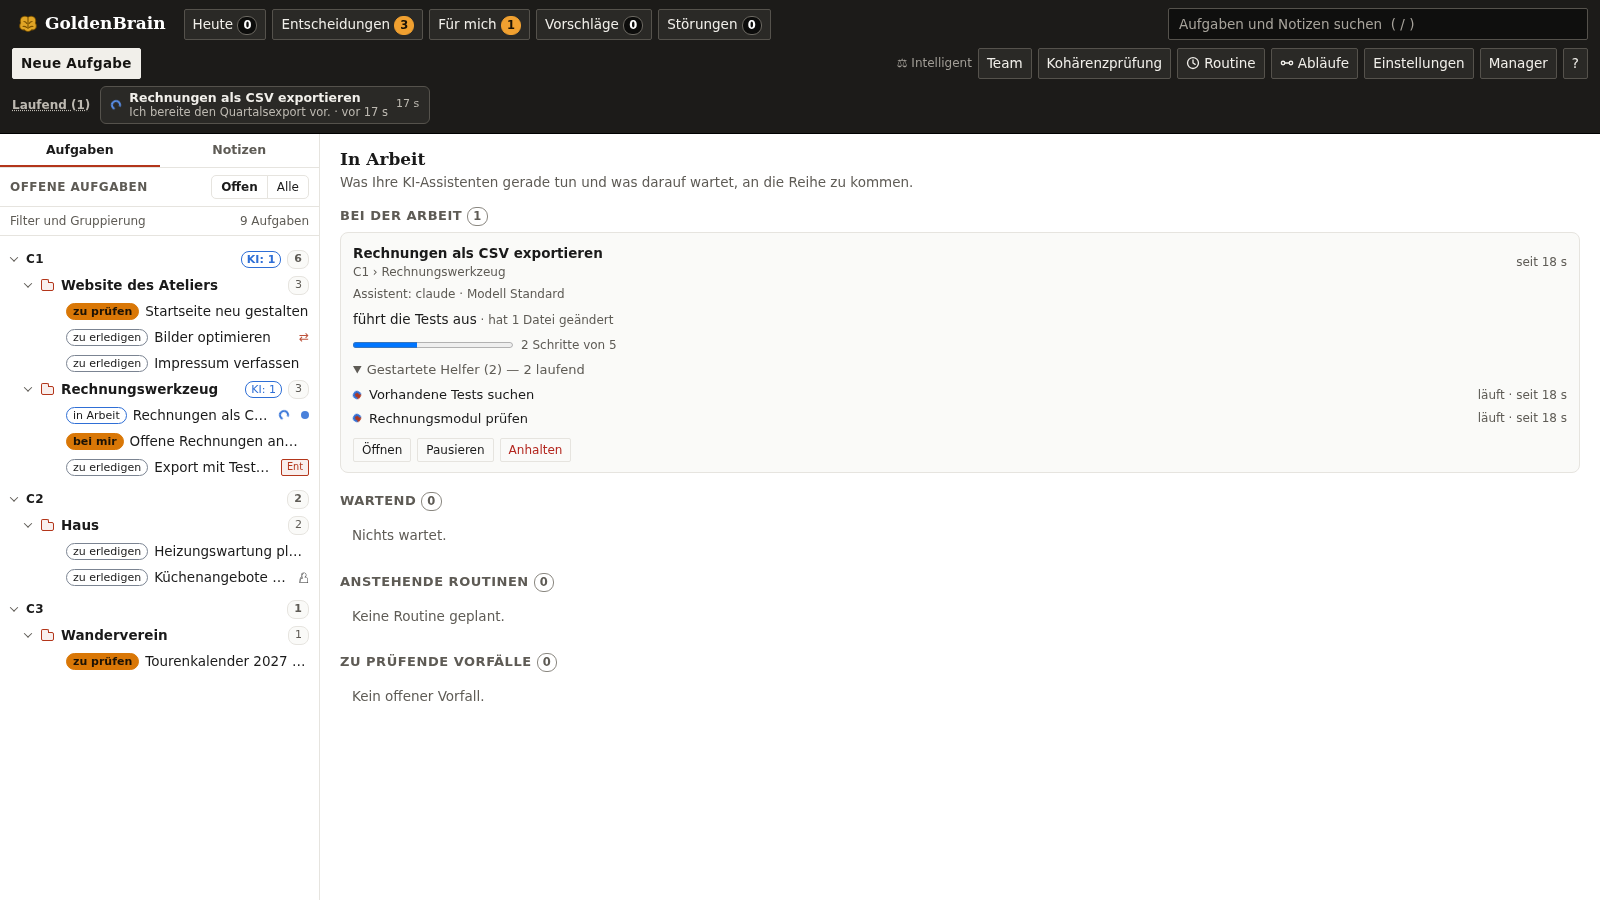 GoldenBrain
Heute 0
Entscheidungen 3
Für mich 1
Vorschläge 0
Störungen 0
Aufgaben und Notizen suchen ( / )
Neue Aufgabe
Intelligent
Team
Kohärenzprüfung
Routine
Abläufe
Einstellungen
Manager
?
Laufend (1)
Rechnungen als CSV exportieren
Ich bereite den Quartalsexport vor. · vor 17 s
17 s
Aufgaben
Notizen
OFFENE AUFGABEN
Offen
Alle
Filter und Gruppierung
9 Aufgaben
C1 KI: 1 6
Website des Ateliers 3
zu prüfen Startseite neu gestalten
zu erledigen Bilder optimieren
zu erledigen Impressum verfassen
Rechnungswerkzeug KI: 1 3
in Arbeit Rechnungen als C…
bei mir Offene Rechnungen an…
zu erledigen Export mit Test… Ent
C2 2
Haus 2
zu erledigen Heizungswartung pl…
zu erledigen Küchenangebote …
C3 1
Wanderverein 1
zu prüfen Tourenkalender 2027 …
In Arbeit
Was Ihre KI-Assistenten gerade tun und was darauf wartet, an die Reihe zu kommen.
BEI DER ARBEIT 1
Rechnungen als CSV exportieren
seit 18 s
C1 › Rechnungswerkzeug
Assistent: claude · Modell Standard
führt die Tests aus · hat 1 Datei geändert
2 Schritte von 5
Gestartete Helfer (2) — 2 laufend
Vorhandene Tests suchen
läuft · seit 18 s
Rechnungsmodul prüfen
läuft · seit 18 s
Öffnen
Pausieren
Anhalten
WARTEND 0
Nichts wartet.
ANSTEHENDE ROUTINEN 0
Keine Routine geplant.
ZU PRÜFENDE VORFÄLLE 0
Kein offener Vorfall.